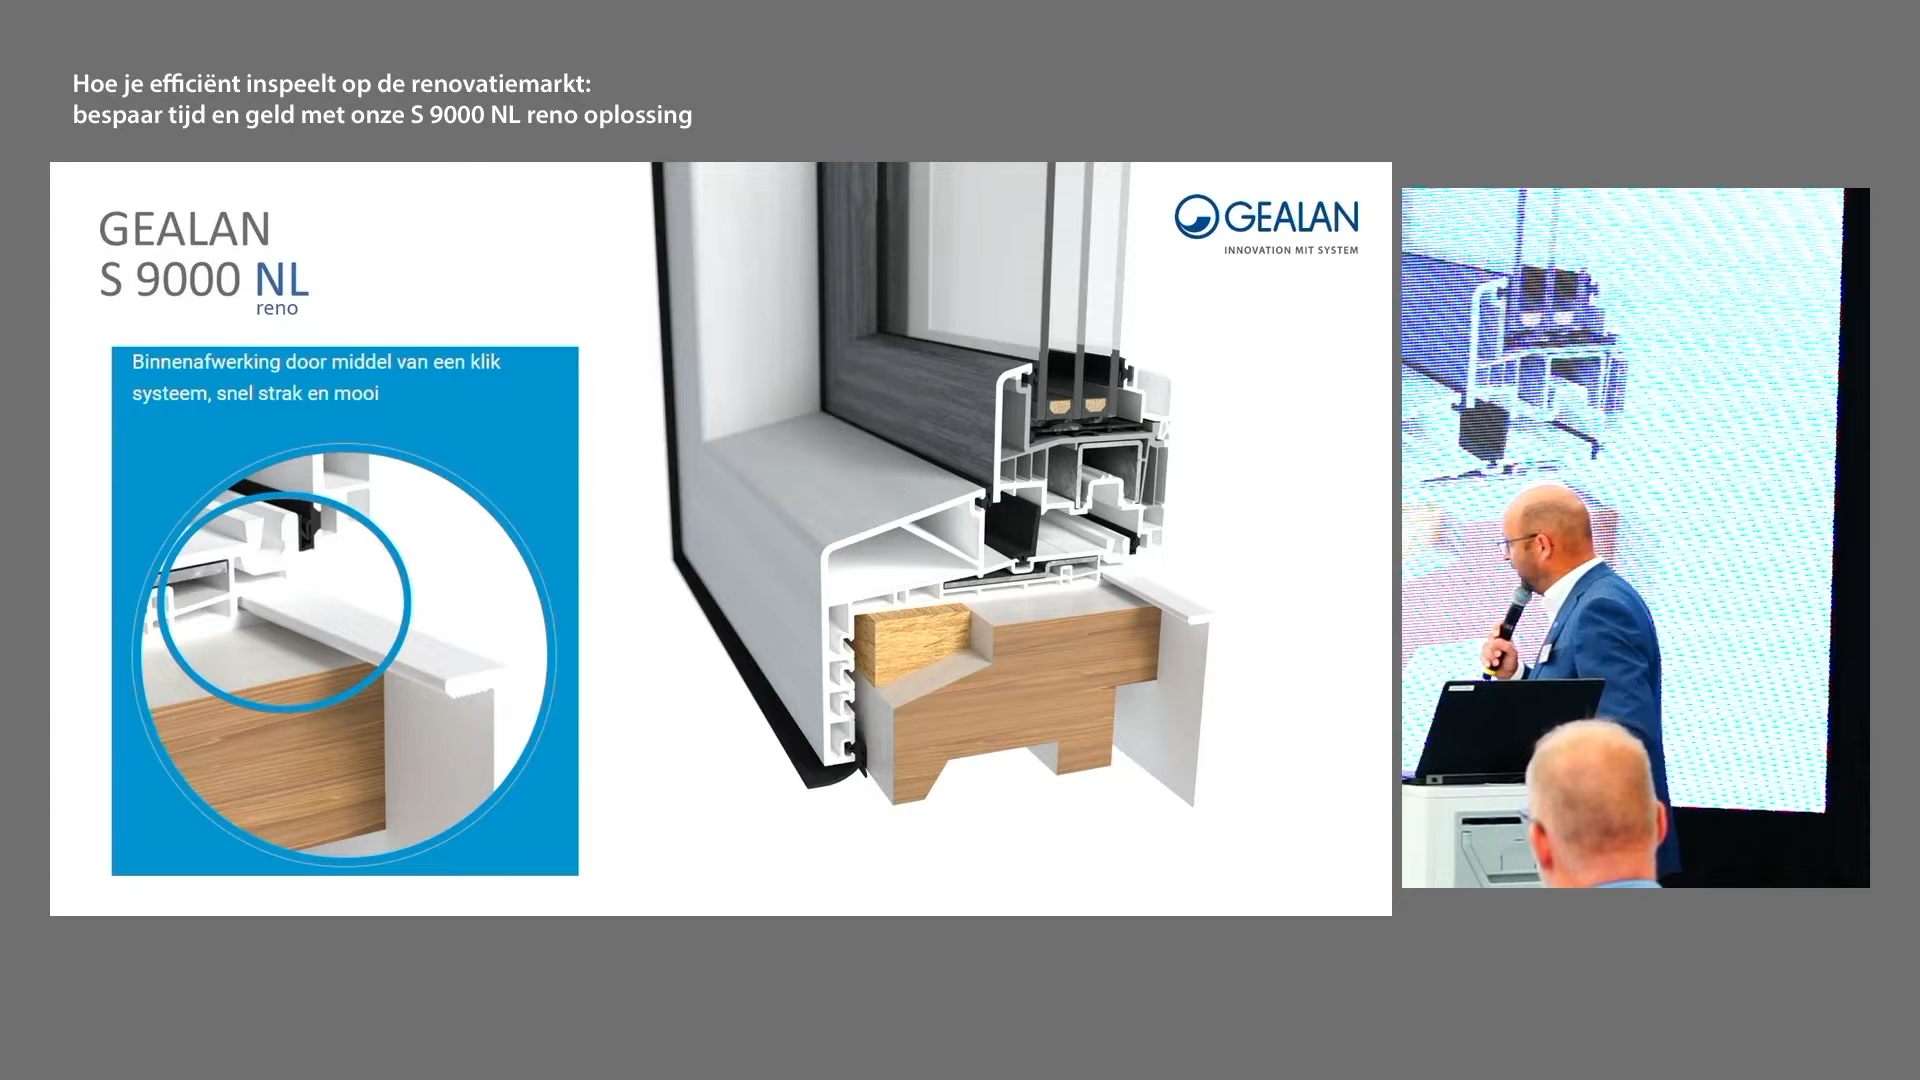 Hoe je efficiënt inspeelt op de renovatiemarkt:
bespaar tijd en geld met onze S 9000 NL reno oplossing
GEALAN
S 9000 NL
reno
GEALAN
INNOVATION MIT SYSTEM
Binnenafwerking door middel van een klik
systeem, snel strak en mooi